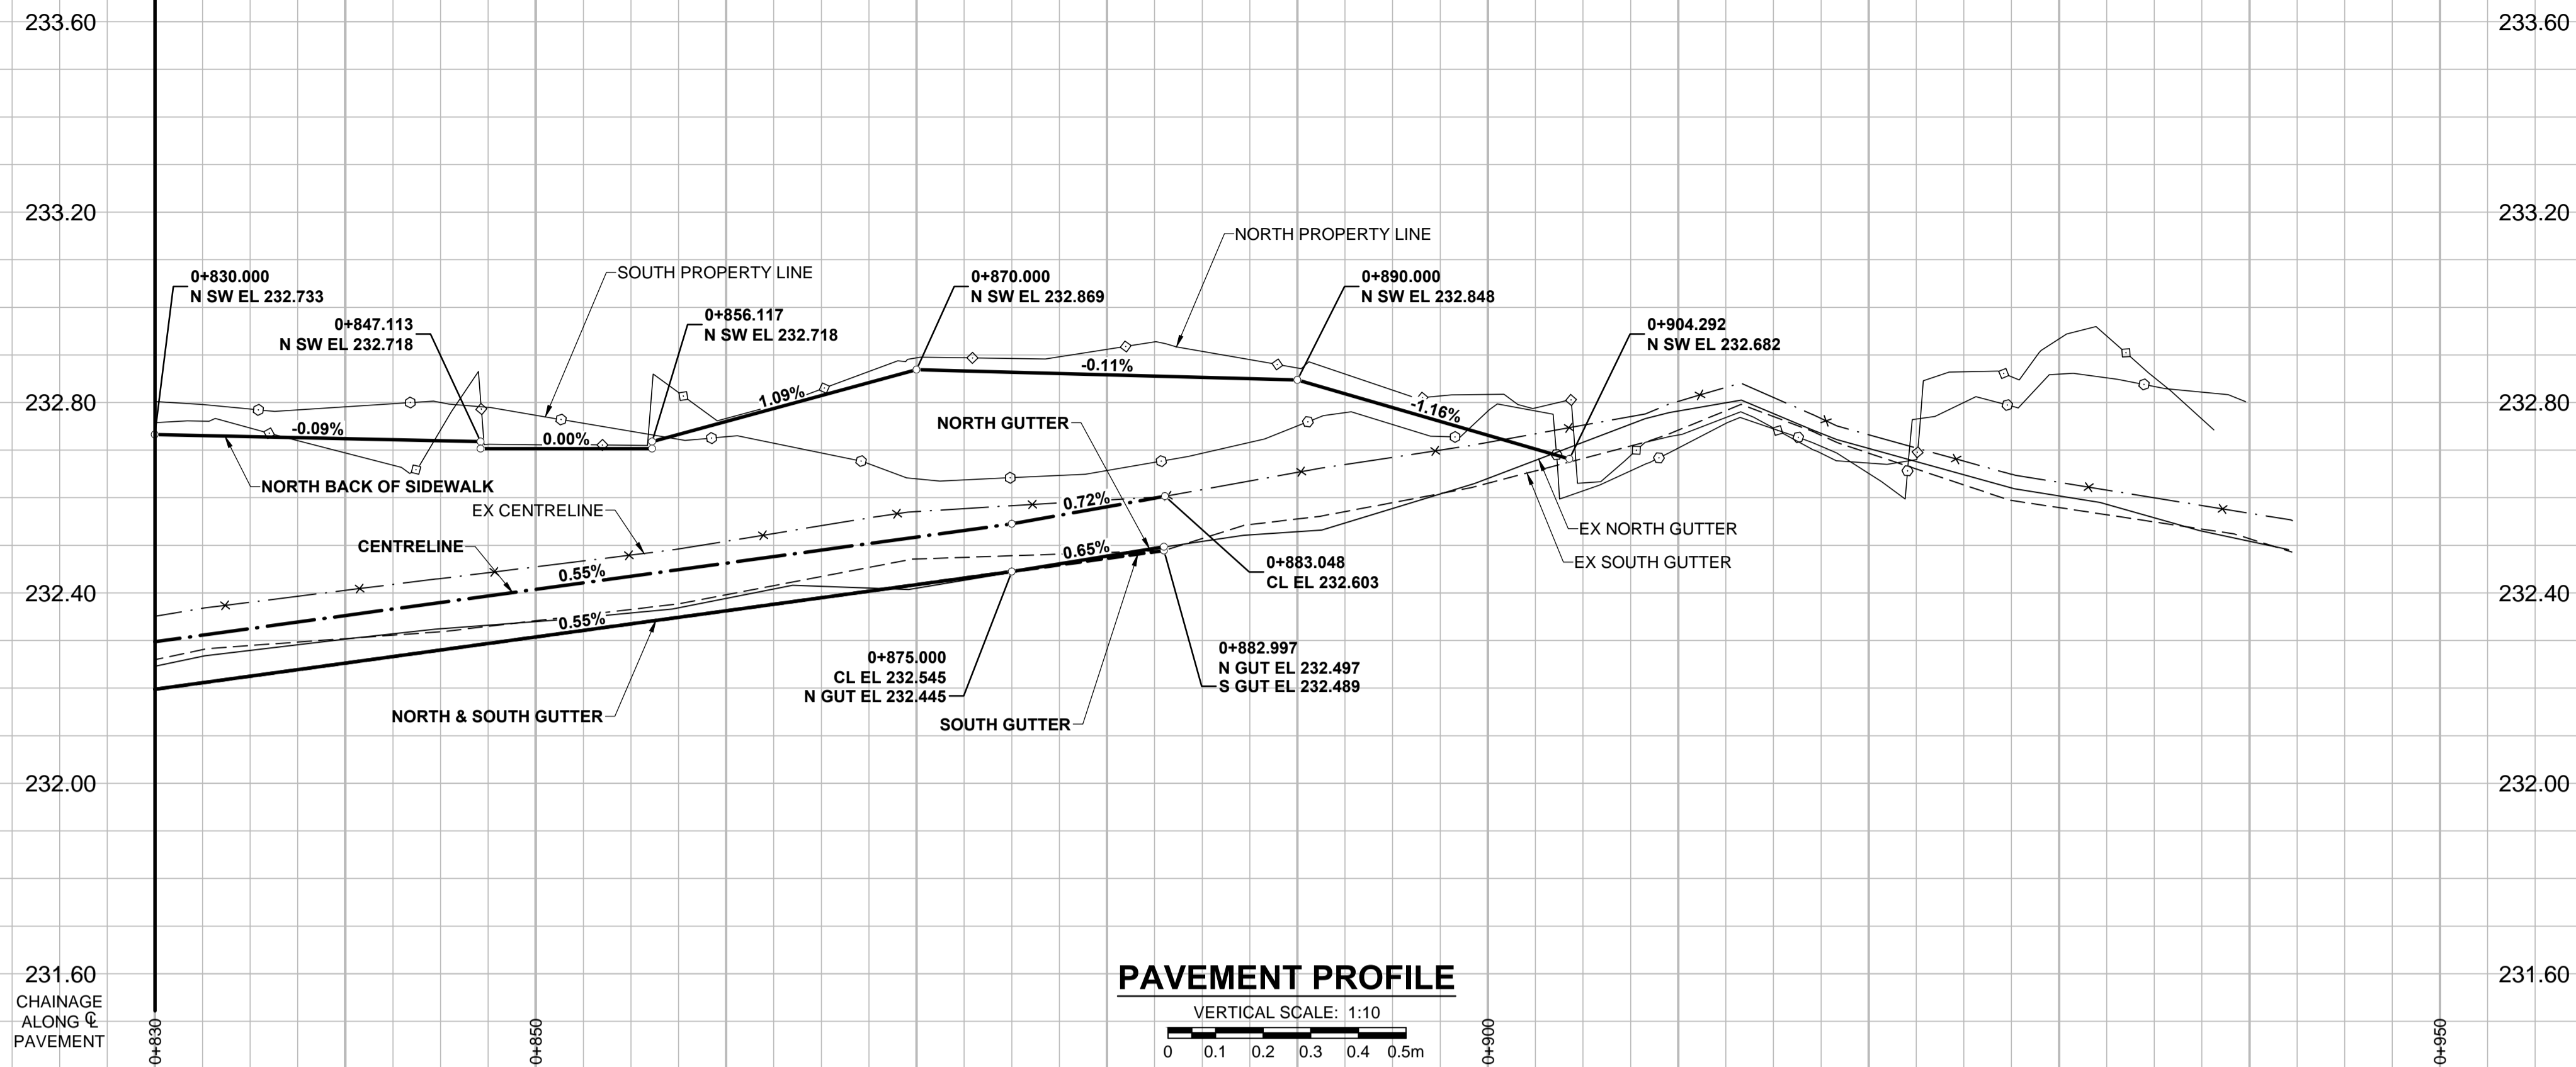 233.60
233.60
233.20
233.20
NORTH PROPERTY LINE
SOUTH PROPERTY LINE
0+830.000
N SW EL 232.733
0+870.000
N SW EL 232.869
0+890.000
N SW EL 232.848
0+847.113
N SW EL 232.718
0+856.117
N SW EL 232.718
0+904.292
N SW EL 232.682
232.80
232.80
-0.09%
0.00%
1.09%
-0.11%
-1.16%
NORTH GUTTER
NORTH BACK OF SIDEWALK
EX CENTRELINE
CENTRELINE
0.72%
0.65%
0.55%
0.55%
EX NORTH GUTTER
EX SOUTH GUTTER
0+883.048
CL EL 232.603
232.40
232.40
0+875.000
CL EL 232.545
N GUT EL 232.445
0+882.997
N GUT EL 232.497
S GUT EL 232.489
NORTH & SOUTH GUTTER
SOUTH GUTTER
232.00
232.00
231.60
231.60
PAVEMENT PROFILE
VERTICAL SCALE: 1:10
0 0.1 0.2 0.3 0.4 0.5m
CHAINAGE
ALONG ℄
PAVEMENT
0+830
0+850
0+900
0+950